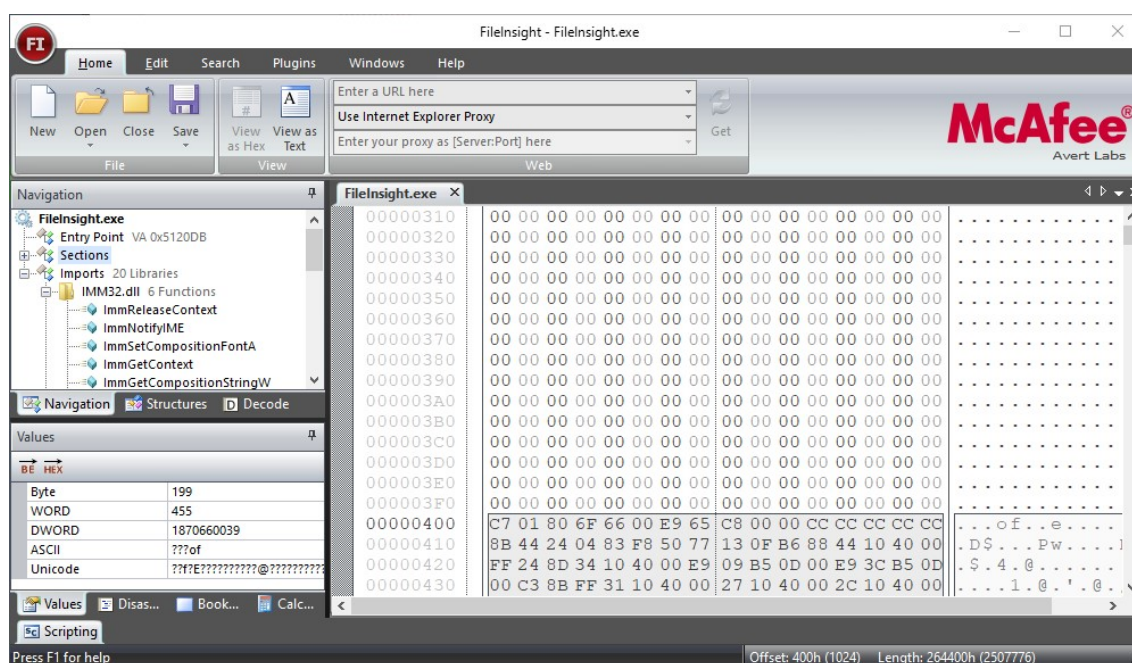 FileInsight - FileInsight.exe
FI
Home Edit Search Plugins Windows Help
New Open Close Save
File
View as Hex View as Text
View
Enter a URL here
Use Internet Explorer Proxy
Enter your proxy as [Server:Port] here
Get
Web
McAfee®
Avert Labs
Navigation
FileInsight.exe
Entry Point VA 0x5120DB
Sections
Imports 20 Libraries
IMM32.dll 6 Functions
ImmReleaseContext
ImmNotifyIME
ImmSetCompositionFontA
ImmGetContext
ImmGetCompositionStringW
Navigation Structures D Decode
Values
BE HEX
Byte 199
WORD 455
DWORD 1870660039
ASCII ???of
Unicode ??f?E??????????@?????????
Values Disas... Book... Calc...
FileInsight.exe X
00000310 00 00 00 00 00 00 00 00 00 00 00 00 00 00 00 00 . . . . . . . . . . . .
00000320 00 00 00 00 00 00 00 00 00 00 00 00 00 00 00 00 . . . . . . . . . . . .
00000330 00 00 00 00 00 00 00 00 00 00 00 00 00 00 00 00 . . . . . . . . . . . .
00000340 00 00 00 00 00 00 00 00 00 00 00 00 00 00 00 00 . . . . . . . . . . . .
00000350 00 00 00 00 00 00 00 00 00 00 00 00 00 00 00 00 . . . . . . . . . . . .
00000360 00 00 00 00 00 00 00 00 00 00 00 00 00 00 00 00 . . . . . . . . . . . .
00000370 00 00 00 00 00 00 00 00 00 00 00 00 00 00 00 00 . . . . . . . . . . . .
00000380 00 00 00 00 00 00 00 00 00 00 00 00 00 00 00 00 . . . . . . . . . . . .
00000390 00 00 00 00 00 00 00 00 00 00 00 00 00 00 00 00 . . . . . . . . . . . .
000003A0 00 00 00 00 00 00 00 00 00 00 00 00 00 00 00 00 . . . . . . . . . . . .
000003B0 00 00 00 00 00 00 00 00 00 00 00 00 00 00 00 00 . . . . . . . . . . . .
000003C0 00 00 00 00 00 00 00 00 00 00 00 00 00 00 00 00 . . . . . . . . . . . .
000003D0 00 00 00 00 00 00 00 00 00 00 00 00 00 00 00 00 . . . . . . . . . . . .
000003E0 00 00 00 00 00 00 00 00 00 00 00 00 00 00 00 00 . . . . . . . . . . . .
000003F0 00 00 00 00 00 00 00 00 00 00 00 00 00 00 00 00 . . . . . . . . . . . .
00000400 C7 01 80 6F 66 00 E9 65 C8 00 00 CC CC CC CC CC . . . o f . . e . . . .
00000410 8B 44 24 04 83 F8 50 77 13 0F B6 88 44 10 40 00 . D $ . . . P w . . . .
00000420 FF 24 8D 34 10 40 00 E9 09 B5 0D 00 E9 3C B5 0D . $ . 4 . @ . . . . . .
00000430 00 C3 8B FF 31 10 40 00 27 10 40 00 2C 10 40 00 . . . . 1 . @ . ' . @ .
Scripting
Press F1 for help
Offset: 400h (1024) Length: 264400h (2507776)